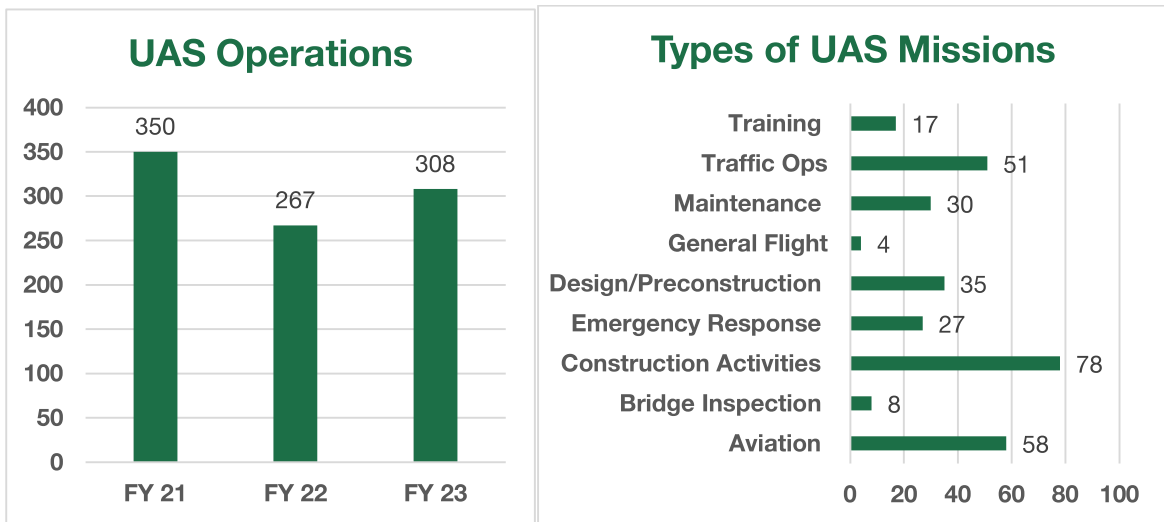 UAS Operations
400
350
300
250
200
150
100
50
0
350
267
308
FY 21
FY 22
FY 23
Types of UAS Missions
Training 17
Traffic Ops 51
Maintenance 30
General Flight 4
Design/Preconstruction 35
Emergency Response 27
Construction Activities 78
Bridge Inspection 8
Aviation 58
0 20 40 60 80 100